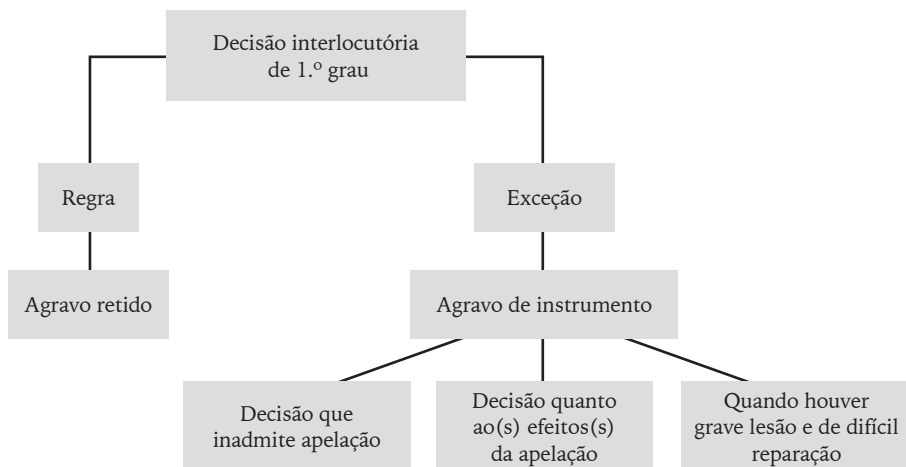 Decisão interlocutória
de 1.º grau
Regra
Exceção
Agravo retido
Agravo de instrumento
Decisão que
inadmite apelação
Decisão quanto
ao(s) efeitos(s)
da apelação
Quando houver
grave lesão e de difícil
reparação